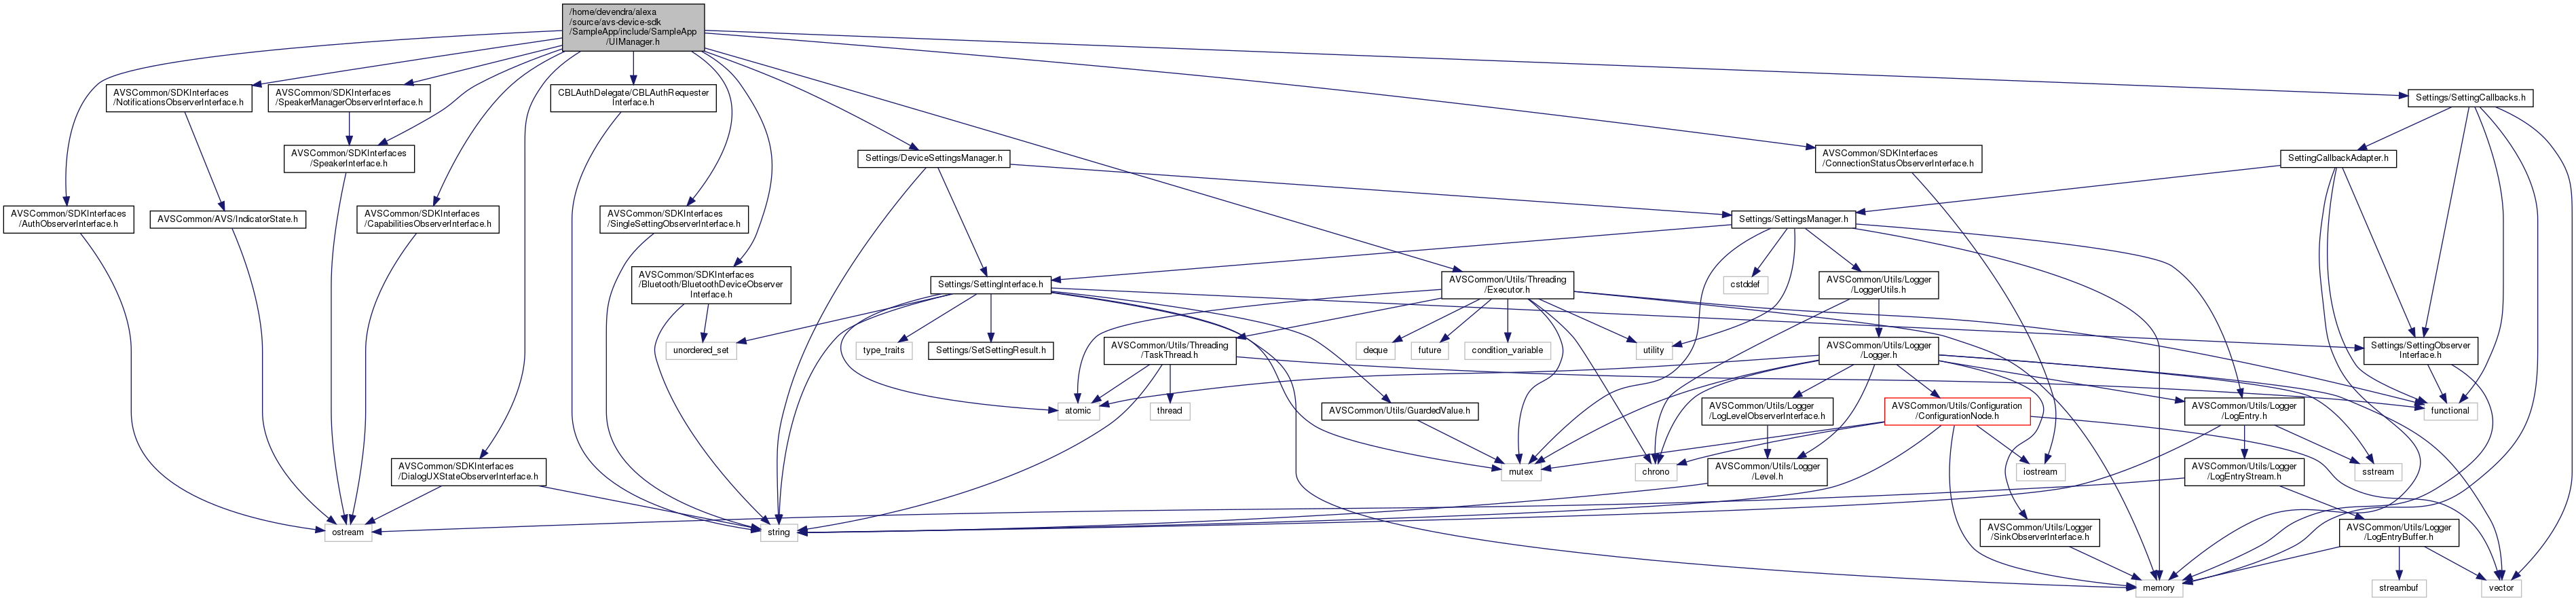 /home/devendra/alexa
/source/avs-device-sdk
/SampleApp/include/SampleApp
/UIManager.h
AVSCommon/SDKInterfaces
/NotificationsObserverInterface.h
AVSCommon/SDKInterfaces
/SpeakerManagerObserverInterface.h
CBLAuthDelegate/CBLAuthRequester
Interface.h
Settings/SettingCallbacks.h
AVSCommon/SDKInterfaces
/SpeakerInterface.h
Settings/DeviceSettingsManager.h
AVSCommon/SDKInterfaces
/ConnectionStatusObserverInterface.h
SettingCallbackAdapter.h
AVSCommon/SDKInterfaces
/AuthObserverInterface.h
AVSCommon/AVS/IndicatorState.h
AVSCommon/SDKInterfaces
/CapabilitiesObserverInterface.h
AVSCommon/SDKInterfaces
/SingleSettingObserverInterface.h
Settings/SettingsManager.h
AVSCommon/SDKInterfaces
/Bluetooth/BluetoothDeviceObserver
Interface.h
Settings/SettingInterface.h
AVSCommon/Utils/Threading
/Executor.h
cstddef
AVSCommon/Utils/Logger
/LoggerUtils.h
unordered_set
type_traits
Settings/SetSettingResult.h
AVSCommon/Utils/Threading
/TaskThread.h
deque
future
condition_variable
utility
AVSCommon/Utils/Logger
/Logger.h
Settings/SettingObserver
Interface.h
atomic
thread
AVSCommon/Utils/GuardedValue.h
AVSCommon/Utils/Logger
/LogLevelObserverInterface.h
AVSCommon/Utils/Configuration
/ConfigurationNode.h
AVSCommon/Utils/Logger
/LogEntry.h
functional
AVSCommon/SDKInterfaces
/DialogUXStateObserverInterface.h
mutex
chrono
AVSCommon/Utils/Logger
/Level.h
iostream
AVSCommon/Utils/Logger
/LogEntryStream.h
sstream
ostream
string
AVSCommon/Utils/Logger
/SinkObserverInterface.h
AVSCommon/Utils/Logger
/LogEntryBuffer.h
memory
streambuf
vector